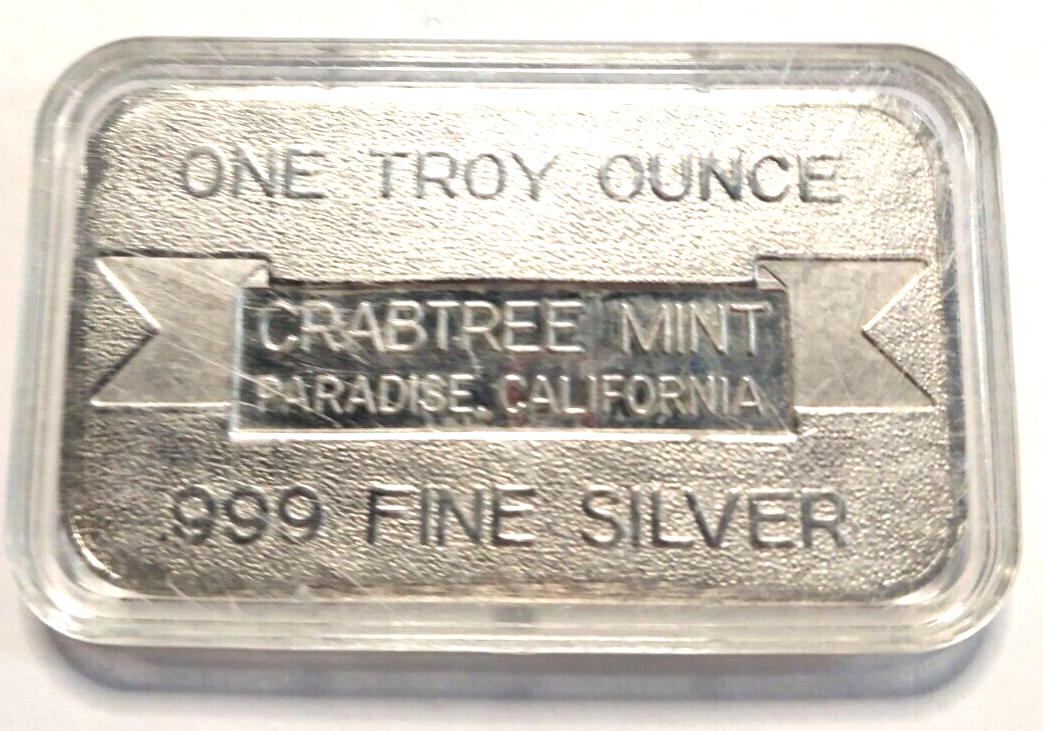 ONE TROY OUNCE
CRABTREE MINT
PARADISE, CALIFORNIA
.999 FINE SILVER